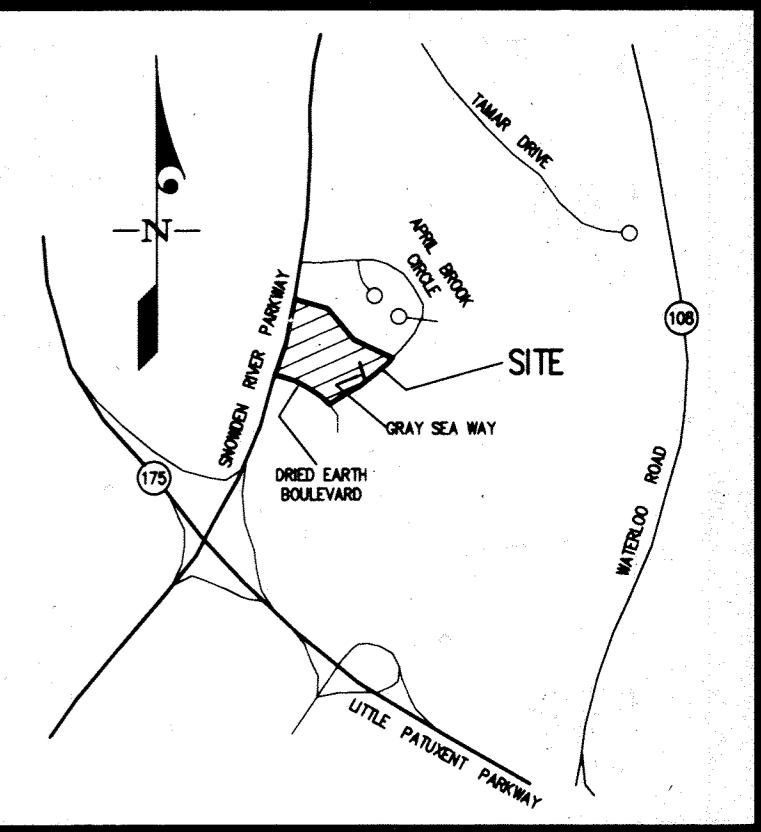 TAMAR DRIVE
N
APRIL BROOK
CIRCLE
SNOWDEN RIVER PARKWAY
108
SITE
GRAY SEA WAY
DRIED EARTH
BOULEVARD
175
WATERLOO ROAD
LITTLE PATUXENT PARKWAY